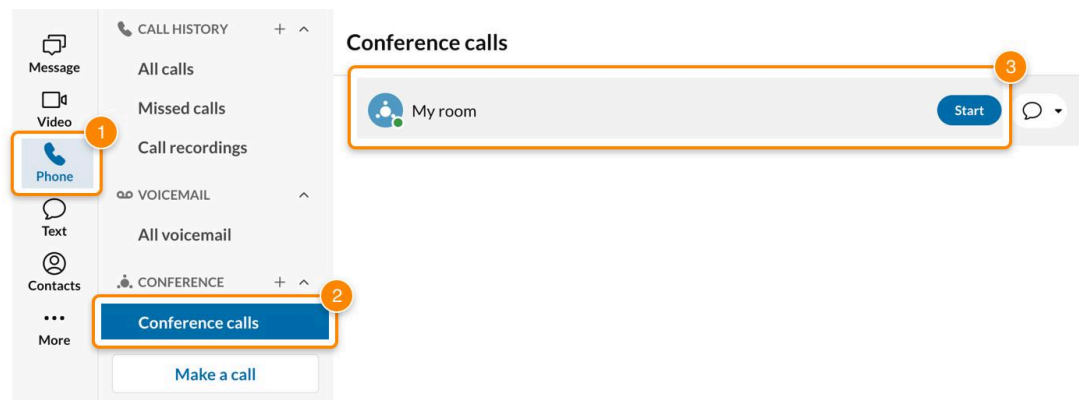 Message
Video
1
Phone
Text
Contacts
More
CALL HISTORY
All calls
Missed calls
Call recordings
VOICEMAIL
All voicemail
CONFERENCE
2
Conference calls
Make a call
Conference calls
3
My room
Start